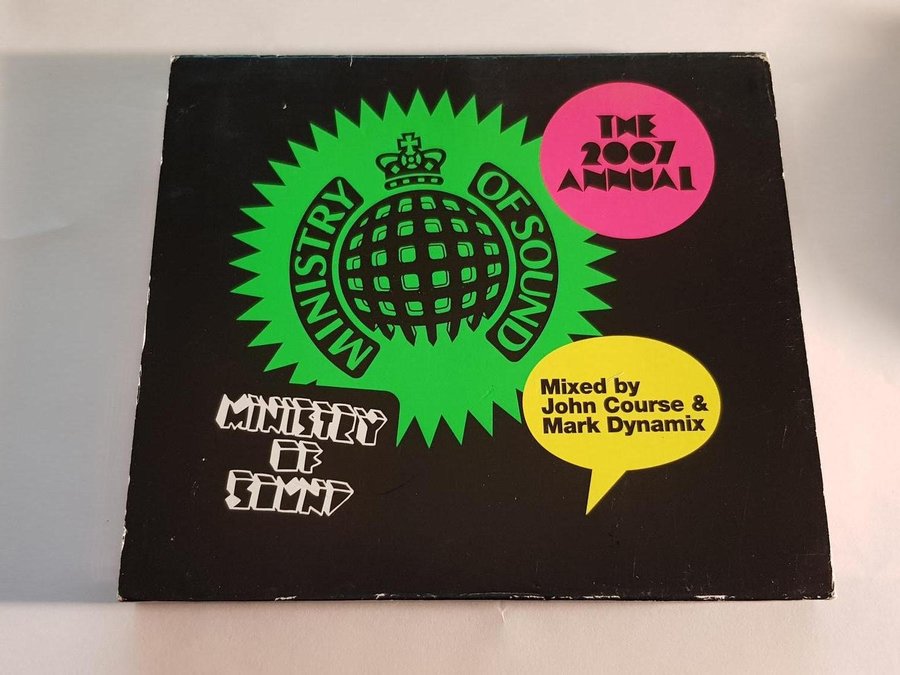 MINISTRY OF SOUND
THE
2007
ANNUAL
Mixed by
John Course &
Mark Dynamix
MINISTRY
OF
SOUND